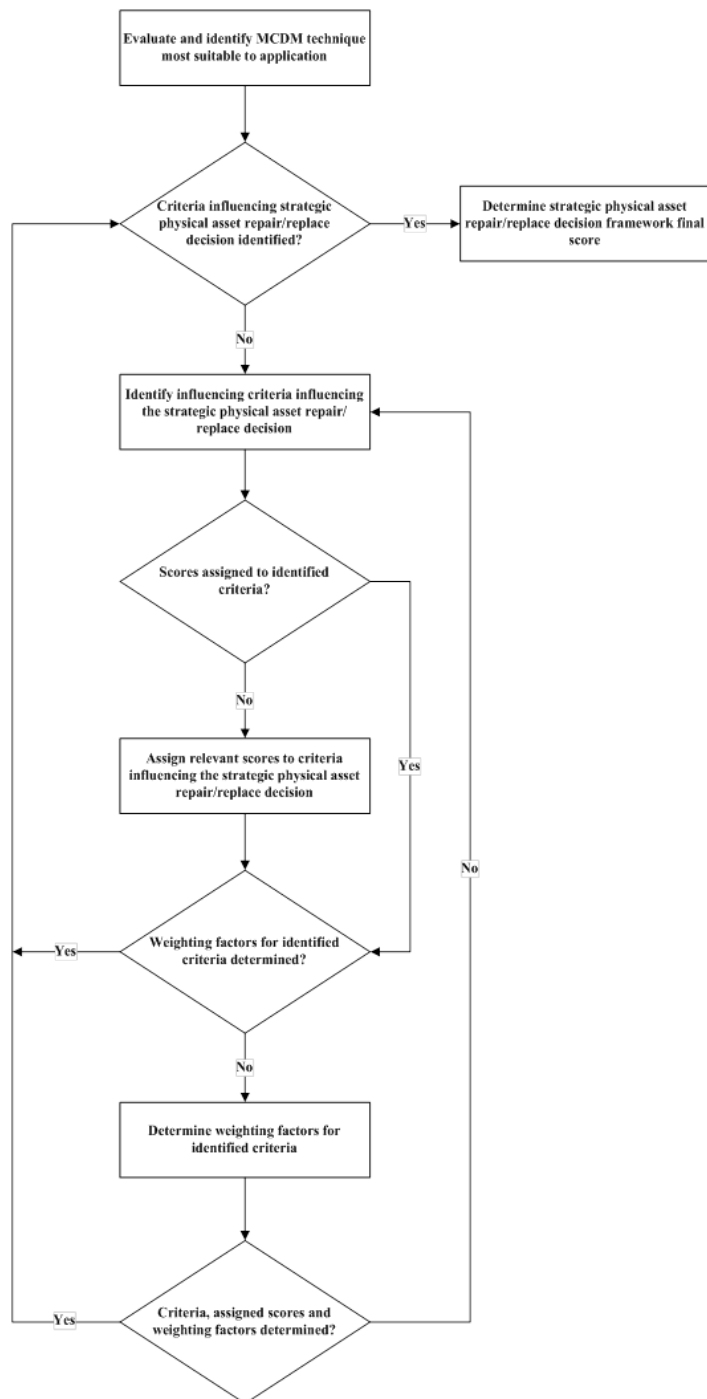 Evaluate and identify MCDM technique
most suitable to application
Criteria influencing strategic
physical asset repair/replace
decision identified?
Yes
Determine strategic physical asset
repair/replace decision framework final
score
No
Identify influencing criteria influencing
the strategic physical asset repair/
replace decision
Scores assigned to identified
criteria?
No
Yes
Assign relevant scores to criteria
influencing the strategic physical asset
repair/replace decision
No
Weighting factors for identified
criteria determined?
Yes
No
Determine weighting factors for
identified criteria
Criteria, assigned scores and
weighting factors determined?
Yes